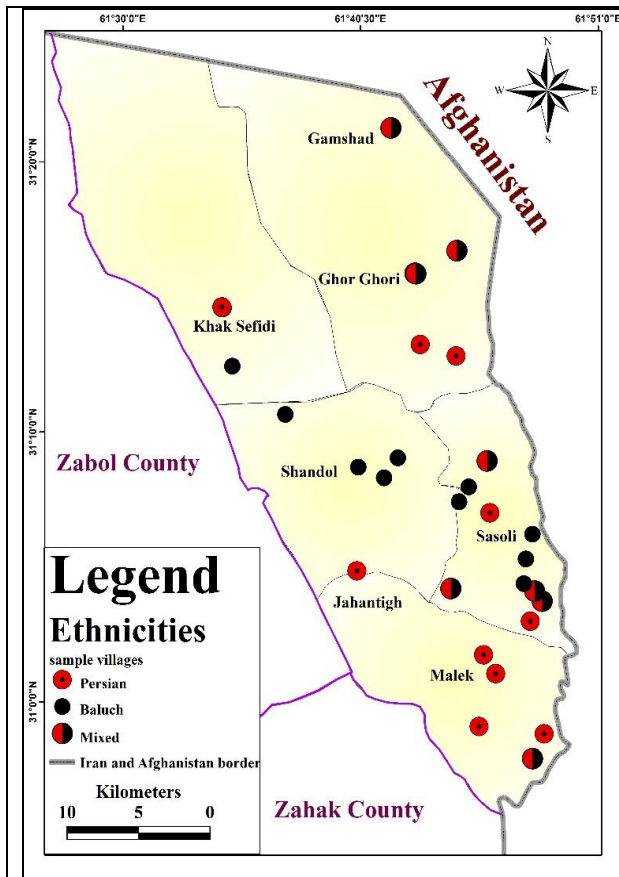 61°30'0"E
61°40'30"E
61°51'0"E
N
W
E
S
Afghanistan
Gamshad
31°20'0"N
Ghor Ghori
Khak Sefidi
31°10'0"N
Zabol County
Shandol
Sasoli
Legend
Ethnicities
sample villages
Persian
Baluch
Mixed
Iran and Afghanistan border
Kilometers
10 5 0
Jahantigh
Malek
31°0'0"N
Zahak County